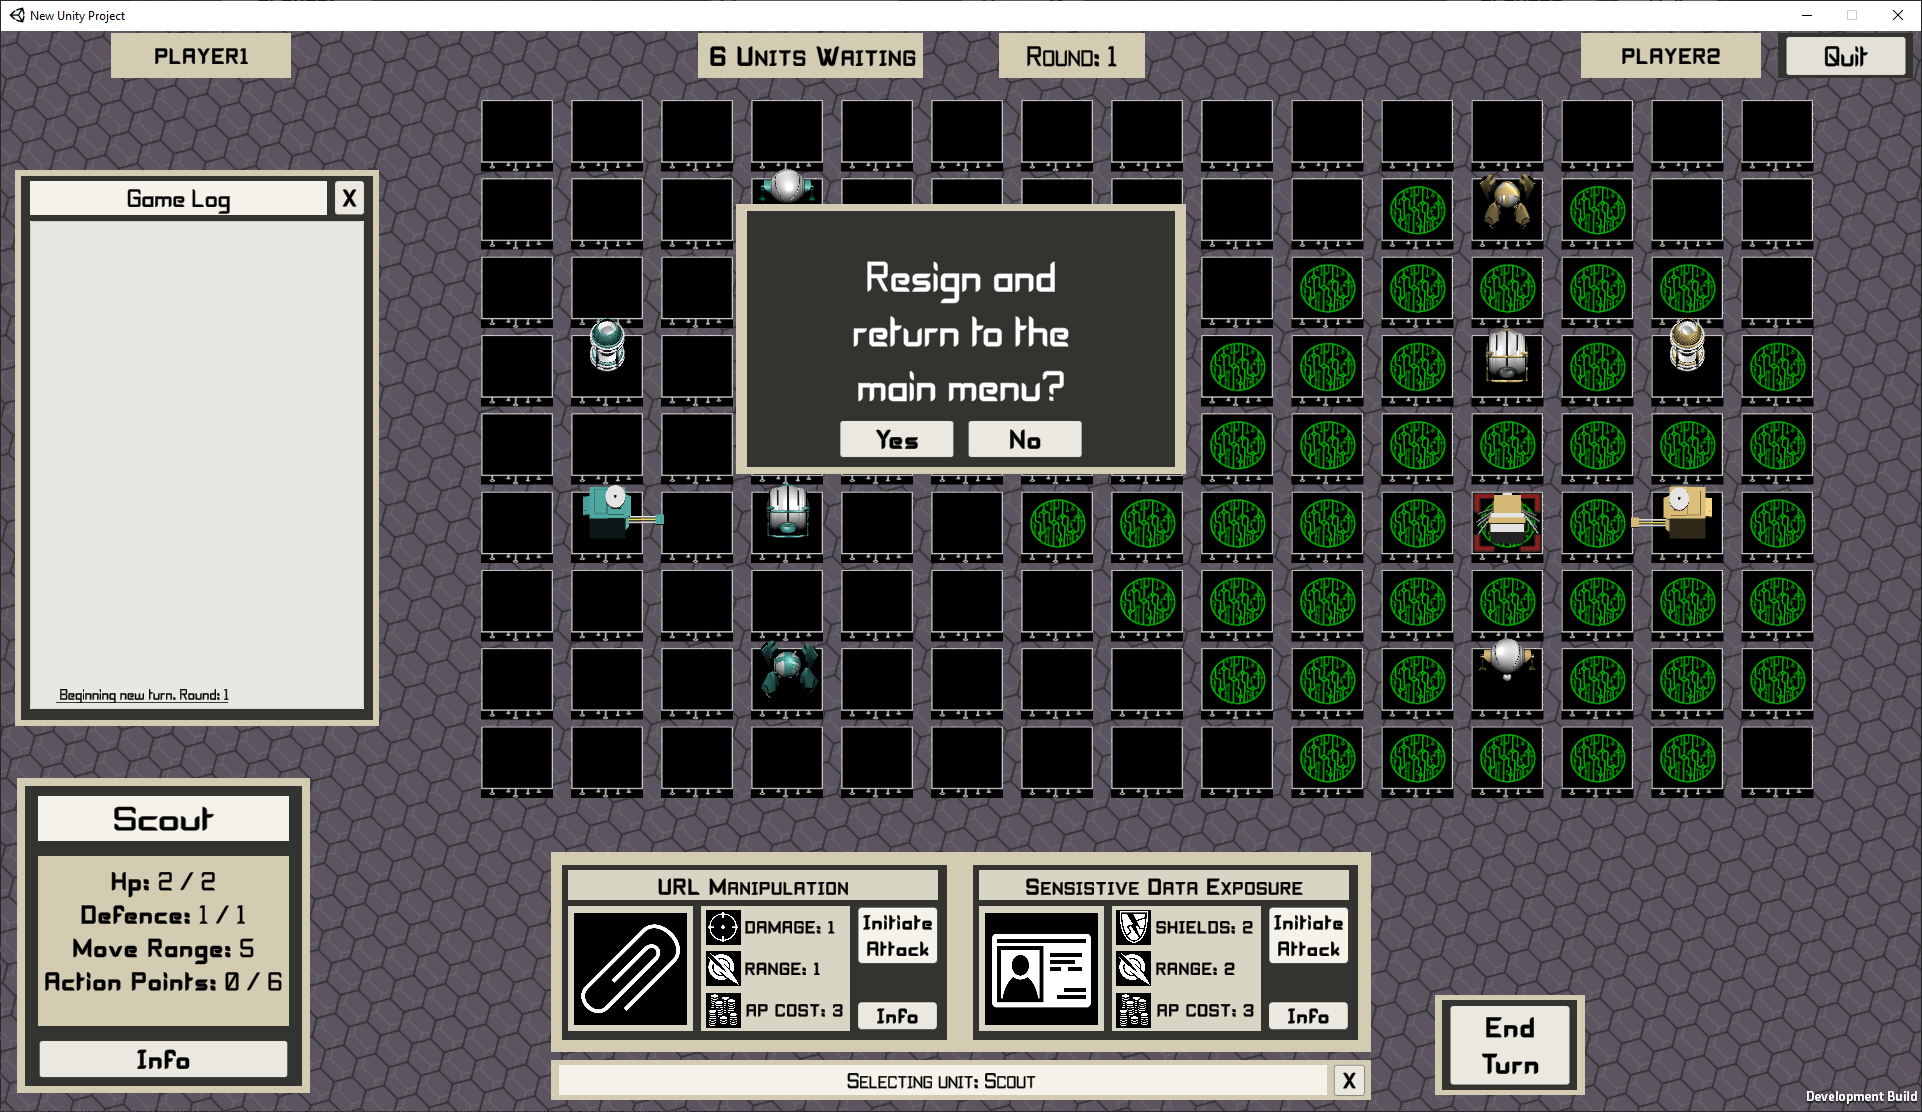 New Unity Project
PLAYER1
6 Units Waiting
Round: 1
PLAYER2
Quit
Game Log
X
Beginning new turn. Round: 1
Resign and
return to the
main menu?
Yes
No
Scout
Hp: 2 / 2
Defence: 1 / 1
Move Range: 5
Action Points: 0 / 6
Info
URL Manipulation
DAMAGE: 1
RANGE: 1
AP COST: 3
Initiate
Attack
Info
Sensistive Data Exposure
SHIELDS: 2
RANGE: 2
AP COST: 3
Initiate
Attack
Info
Selecting unit: Scout
X
End
Turn
Development Build